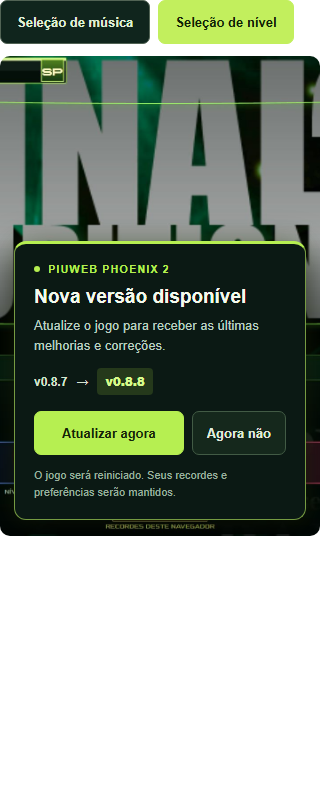 Seleção de música
Seleção de nível
SP
PIUWEB PHOENIX 2
Nova versão disponível
Atualize o jogo para receber as últimas
melhorias e correções.
v0.8.7 → v0.8.8
Atualizar agora
Agora não
O jogo será reiniciado. Seus recordes e
preferências serão mantidos.
RECORDES DESTE NAVEGADOR